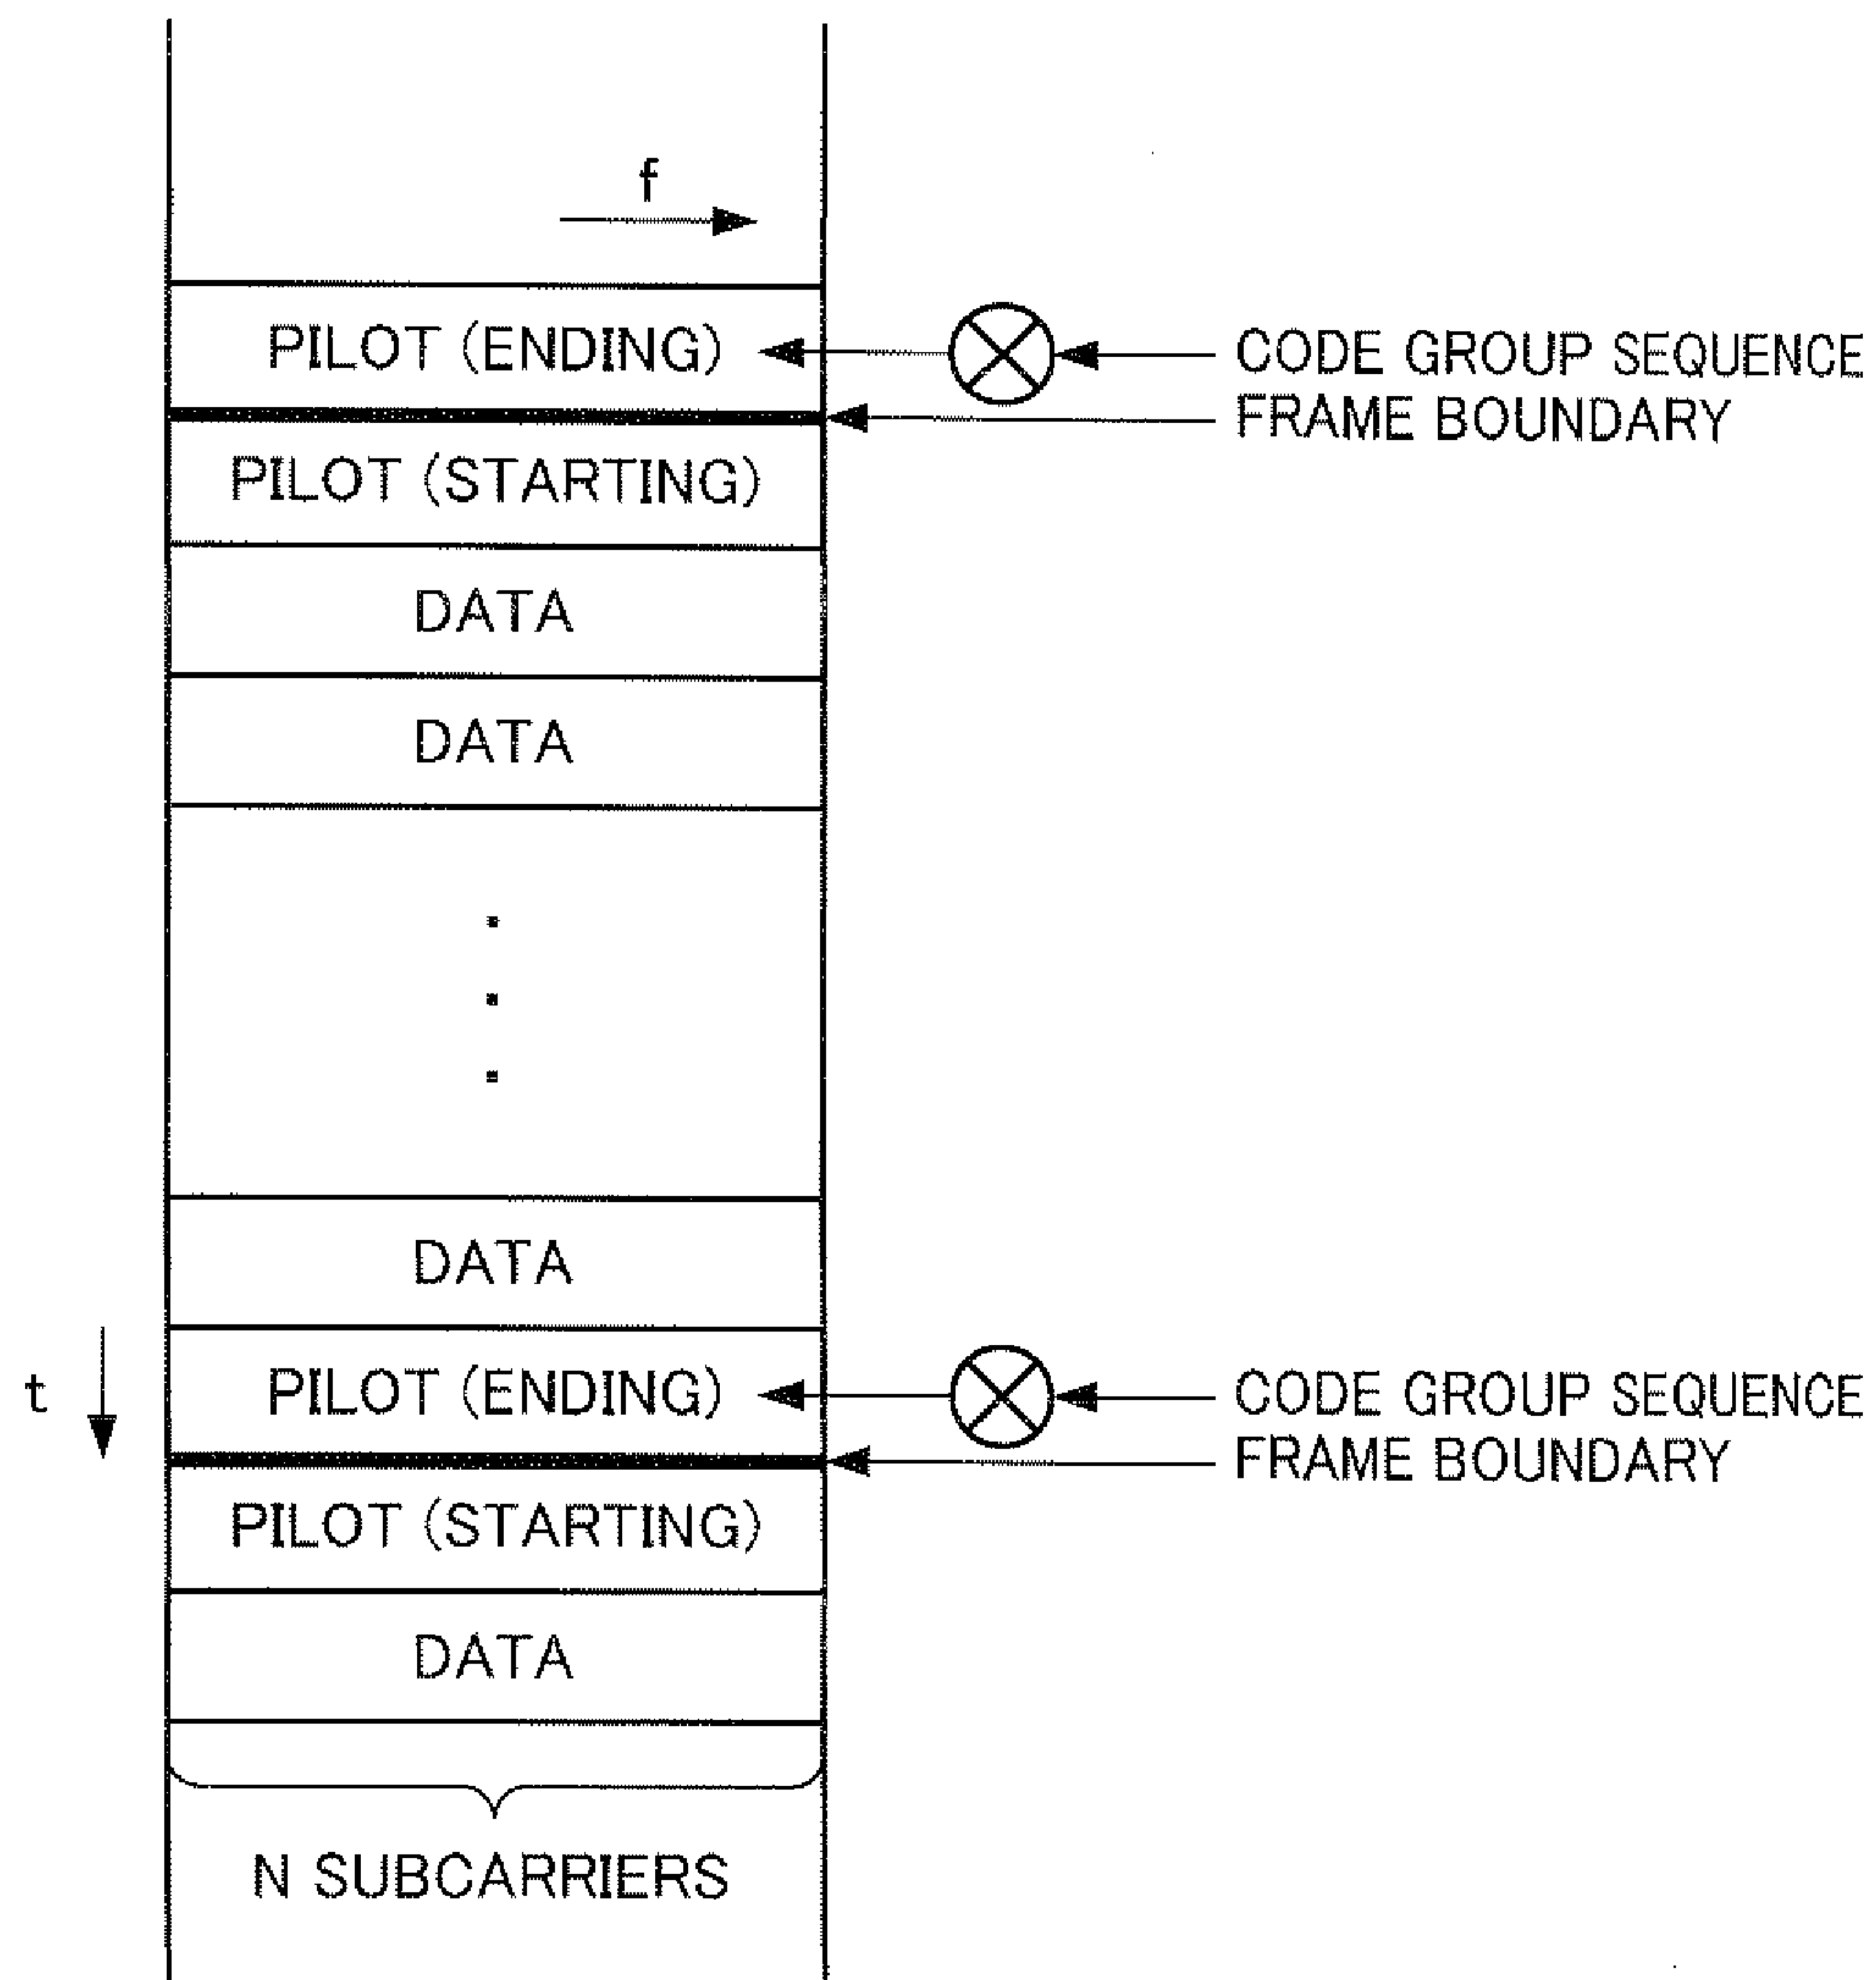 f
PILOT (ENDING)
CODE GROUP SEQUENCE
FRAME BOUNDARY
PILOT (STARTING)
DATA
DATA
DATA
t
PILOT (ENDING)
CODE GROUP SEQUENCE
FRAME BOUNDARY
PILOT (STARTING)
DATA
N SUBCARRIERS